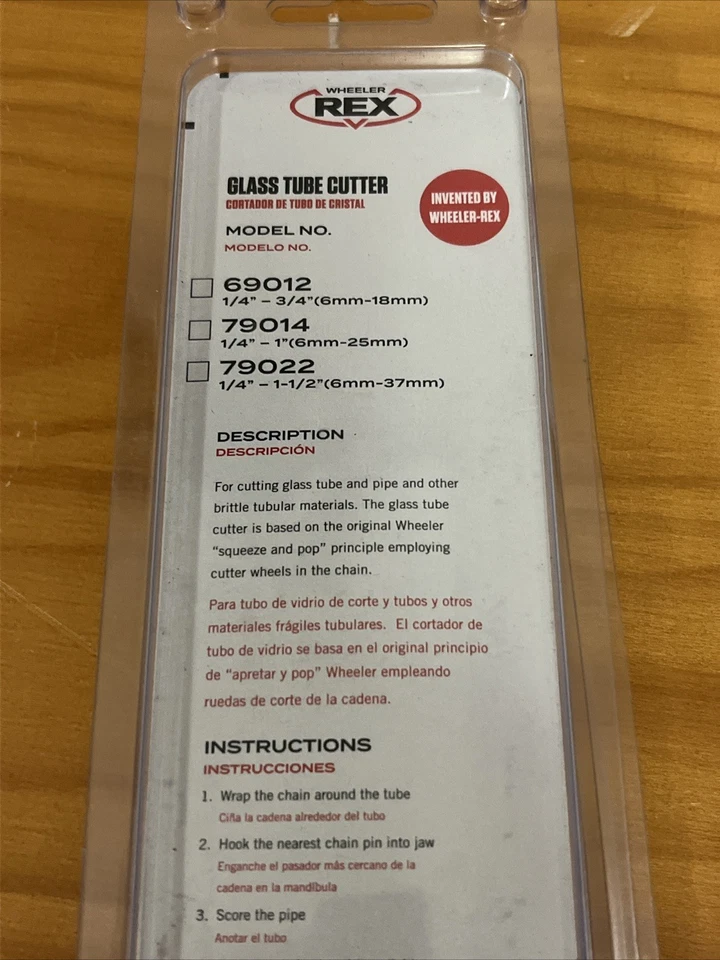 WHEELER
REX
GLASS TUBE CUTTER
CORTADOR DE TUBO DE CRISTAL
INVENTED BY
WHEELER-REX
MODEL NO.
MODELO NO.
69012
1/4" – 3/4"(6mm-18mm)
79014
1/4" – 1"(6mm-25mm)
79022
1/4" – 1-1/2"(6mm-37mm)
DESCRIPTION
DESCRIPCIÓN
For cutting glass tube and pipe and other
brittle tubular materials. The glass tube
cutter is based on the original Wheeler
"squeeze and pop" principle employing
cutter wheels in the chain.
Para tubo de vidrio de corte y tubos y otros
materiales frágiles tubulares. El cortador de
tubo de vidrio se basa en el original principio
de "apretar y pop" Wheeler empleando
ruedas de corte de la cadena.
INSTRUCTIONS
INSTRUCCIONES
1. Wrap the chain around the tube
Ciña la cadena alrededor del tubo
2. Hook the nearest chain pin into jaw
Enganche el pasador más cercano de la
cadena en la mandíbula
3. Score the pipe
Anotar el tubo